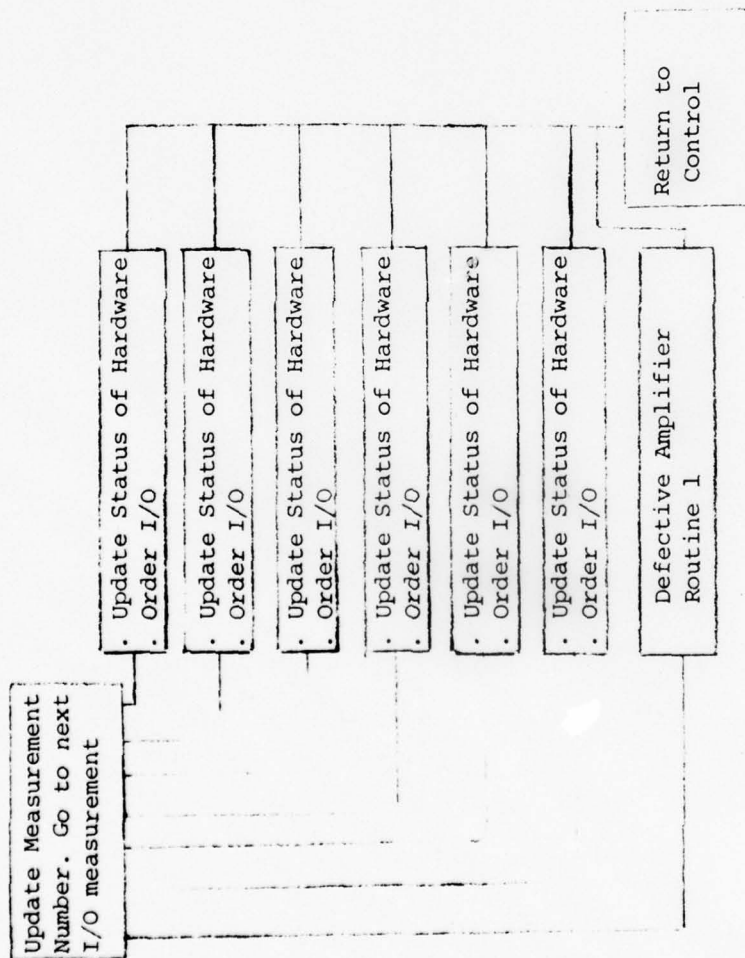 Update Measurement
Number. Go to next
I/O measurement
. Update Status of Hardware
. Order I/O
. Update Status of Hardware
. Order I/O
. Update Status of Hardware
. Order I/O
. Update Status of Hardware
. Order I/O
. Update Status of Hardware
. Order I/O
. Update Status of Hardware
. Order I/O
Defective Amplifier
Routine 1
Return to
Control